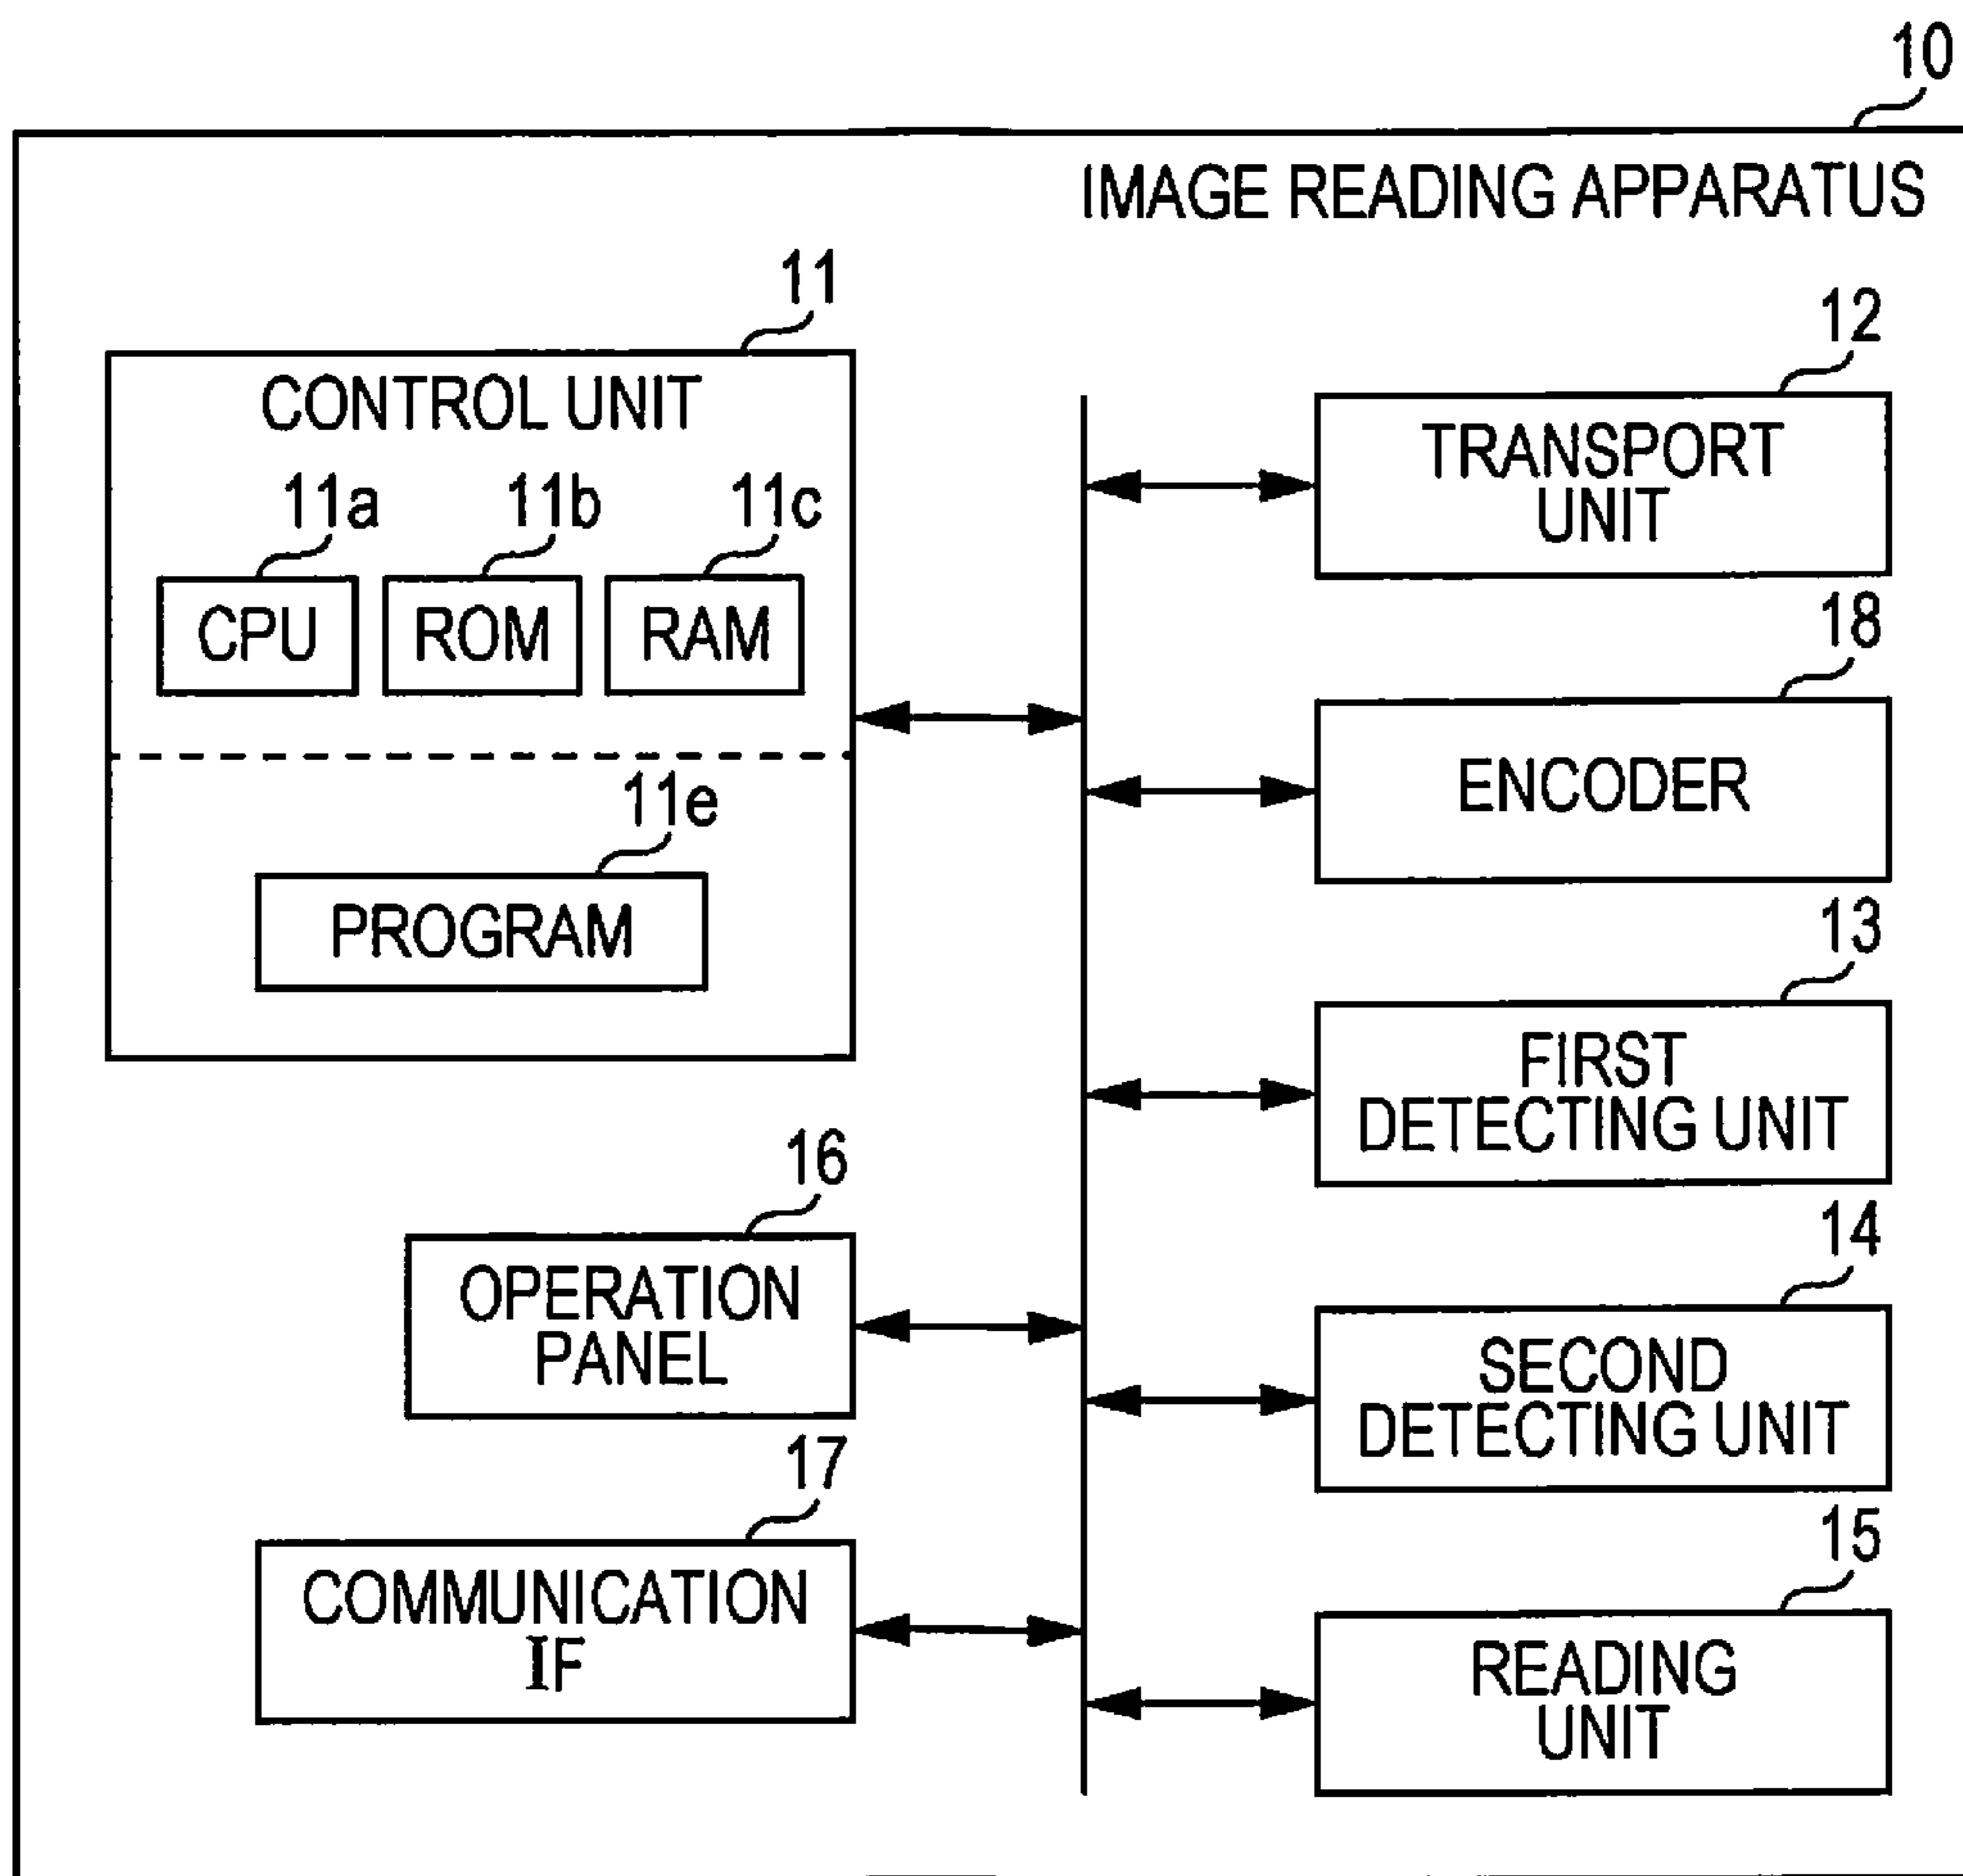 10
IMAGE READING APPARATUS
11
CONTROL UNIT
11a
11b
11c
CPU
ROM
RAM
11e
PROGRAM
16
OPERATION
PANEL
17
COMMUNICATION
IF
12
TRANSPORT
UNIT
18
ENCODER
13
FIRST
DETECTING UNIT
14
SECOND
DETECTING UNIT
15
READING
UNIT